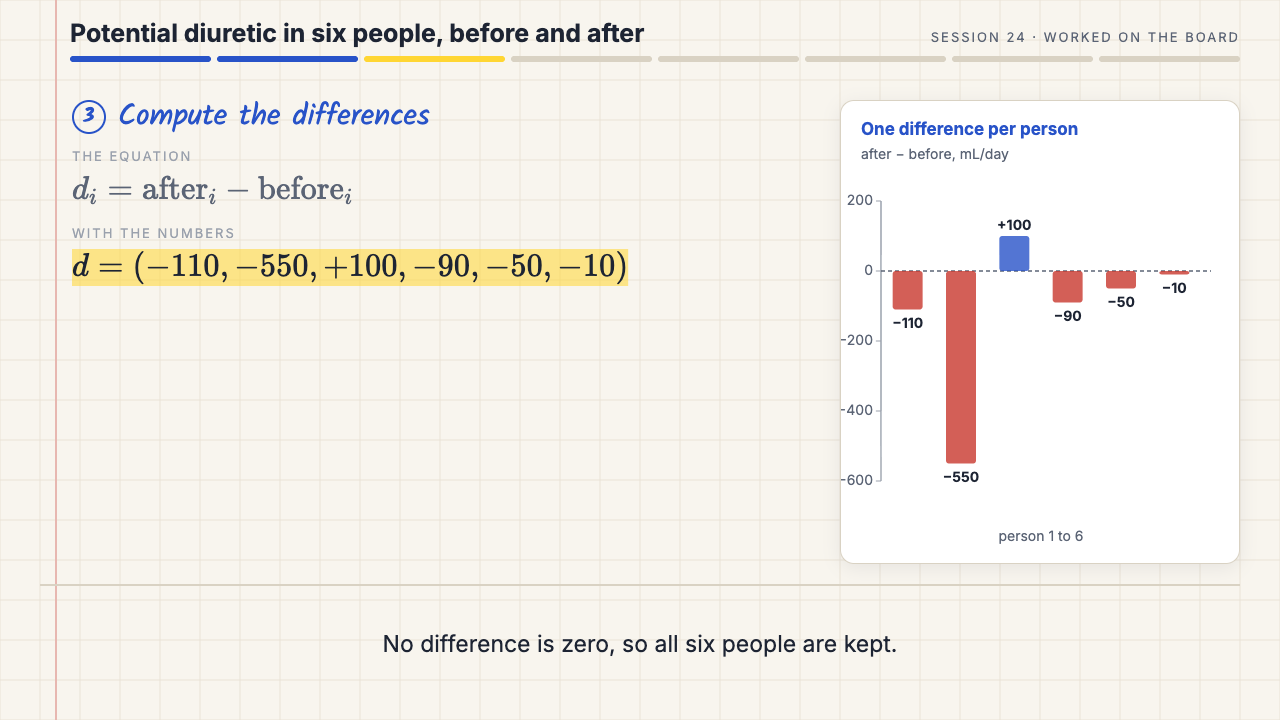 Potential diuretic in six people, before and after
SESSION 24 · WORKED ON THE BOARD
3 Compute the differences
THE EQUATION
dᵢ = afterᵢ − beforeᵢ
WITH THE NUMBERS
d = (−110, −550, +100, −90, −50, −10)
One difference per person
after − before, mL/day
200
0
−200
−400
−600
−110
−550
+100
−90
−50
−10
person 1 to 6
No difference is zero, so all six people are kept.